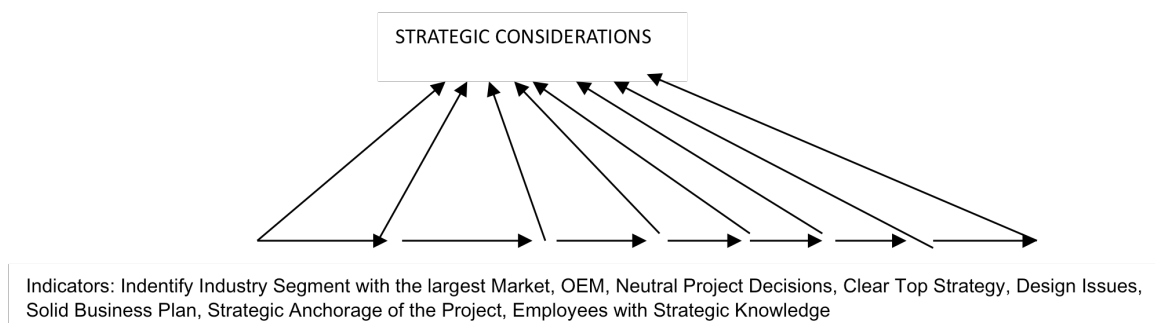 STRATEGIC CONSIDERATIONS
Indicators: Indentify Industry Segment with the largest Market, OEM, Neutral Project Decisions, Clear Top Strategy, Design Issues,
Solid Business Plan, Strategic Anchorage of the Project, Employees with Strategic Knowledge